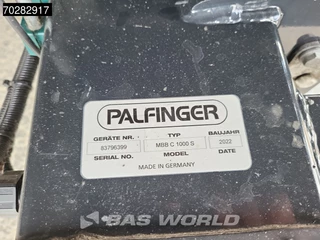 70282917
PALFINGER
GERÄTE NR. TYP BAUJAHR
83796399 MBB C 1000 S 2022
SERIAL NO. MODEL DATE
MADE IN GERMANY
BAS WORLD